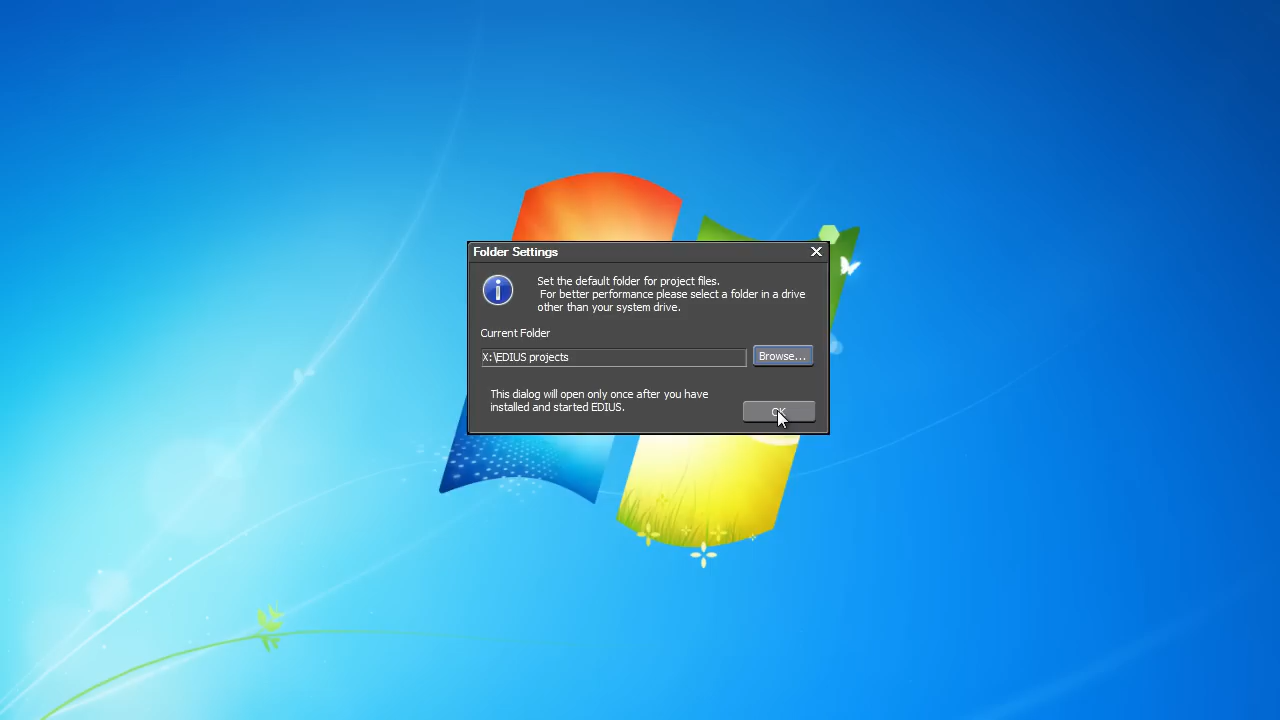 Folder Settings
Set the default folder for project files.
For better performance please select a folder in a drive
other than your system drive.
Current Folder
X:\EDIUS projects
Browse...
This dialog will open only once after you have
installed and started EDIUS.
OK